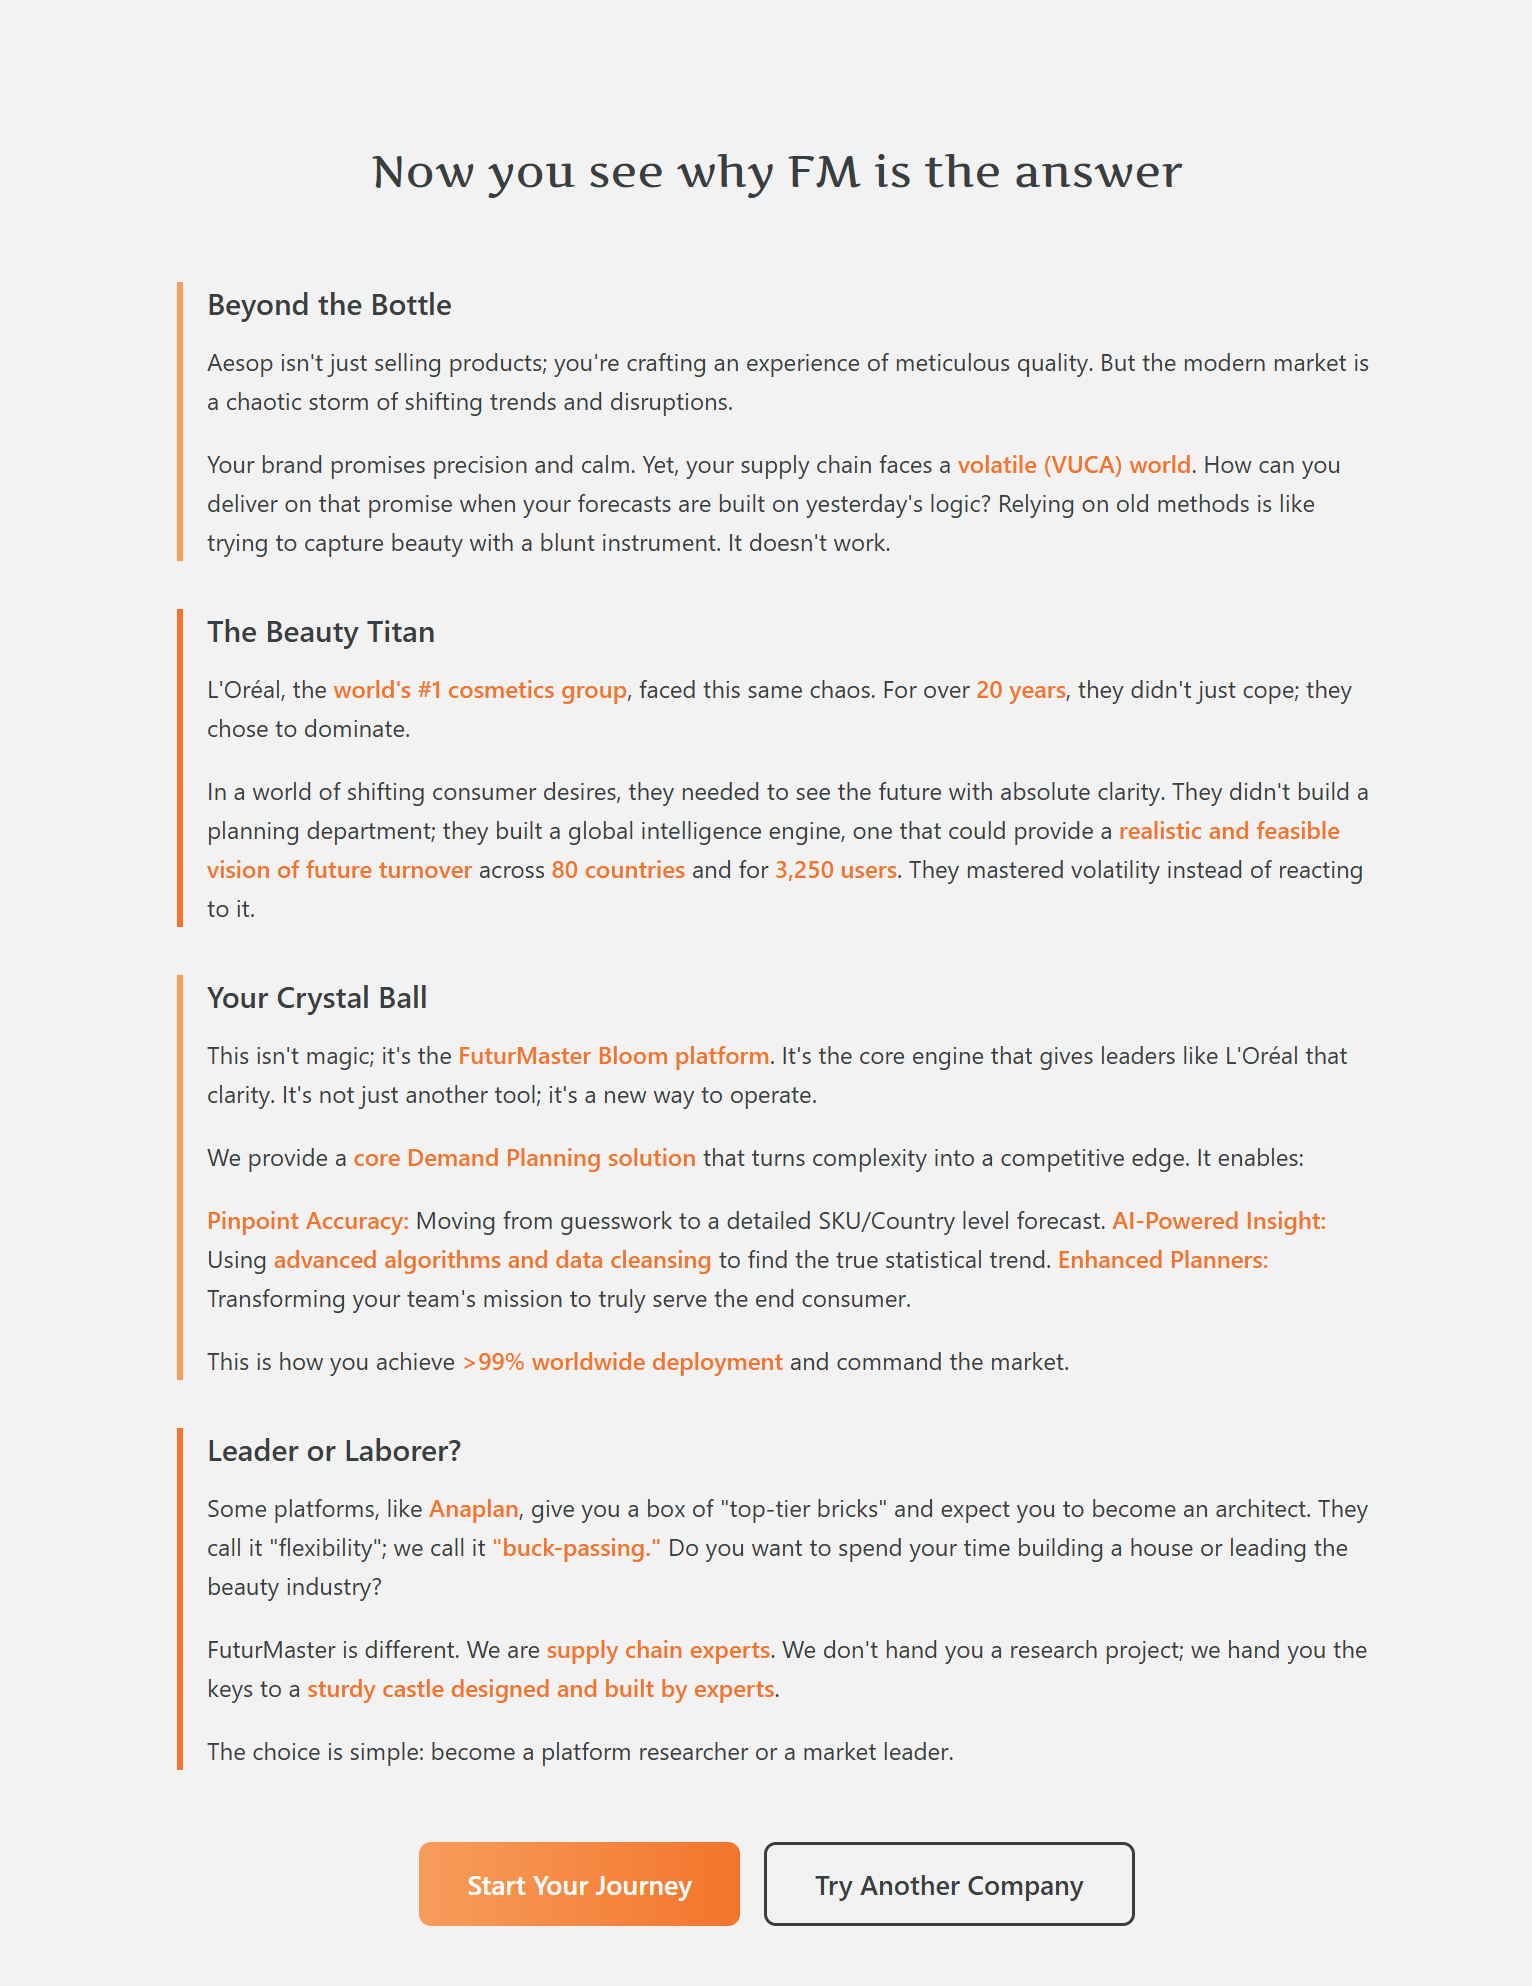 Now you see why FM is the answer
Beyond the Bottle
Aesop isn't just selling products; you're crafting an experience of meticulous quality. But the modern market is
a chaotic storm of shifting trends and disruptions.
Your brand promises precision and calm. Yet, your supply chain faces a volatile (VUCA) world. How can you
deliver on that promise when your forecasts are built on yesterday's logic? Relying on old methods is like
trying to capture beauty with a blunt instrument. It doesn't work.
The Beauty Titan
L'Oréal, the world's #1 cosmetics group, faced this same chaos. For over 20 years, they didn't just cope; they
chose to dominate.
In a world of shifting consumer desires, they needed to see the future with absolute clarity. They didn't build a
planning department; they built a global intelligence engine, one that could provide a realistic and feasible
vision of future turnover across 80 countries and for 3,250 users. They mastered volatility instead of reacting
to it.
Your Crystal Ball
This isn't magic; it's the FuturMaster Bloom platform. It's the core engine that gives leaders like L'Oréal that
clarity. It's not just another tool; it's a new way to operate.
We provide a core Demand Planning solution that turns complexity into a competitive edge. It enables:
Pinpoint Accuracy: Moving from guesswork to a detailed SKU/Country level forecast. AI-Powered Insight:
Using advanced algorithms and data cleansing to find the true statistical trend. Enhanced Planners:
Transforming your team's mission to truly serve the end consumer.
This is how you achieve >99% worldwide deployment and command the market.
Leader or Laborer?
Some platforms, like Anaplan, give you a box of "top-tier bricks" and expect you to become an architect. They
call it "flexibility"; we call it "buck-passing." Do you want to spend your time building a house or leading the
beauty industry?
FuturMaster is different. We are supply chain experts. We don't hand you a research project; we hand you the
keys to a sturdy castle designed and built by experts.
The choice is simple: become a platform researcher or a market leader.
Start Your Journey
Try Another Company